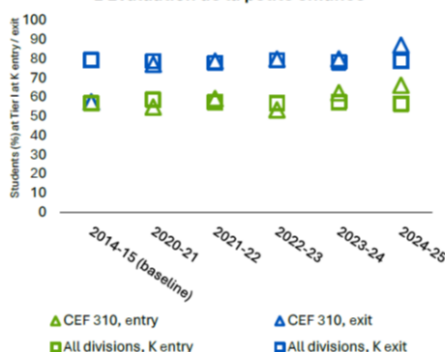 Students (%) at Tier I at K entry / exit
100
90
80
70
60
50
40
30
20
10
0
2014-15 (baseline)
2020-21
2021-22
2022-23
2023-24
2024-25
CEF 310, entry
CEF 310, exit
All divisions, K entry
All divisions, K exit